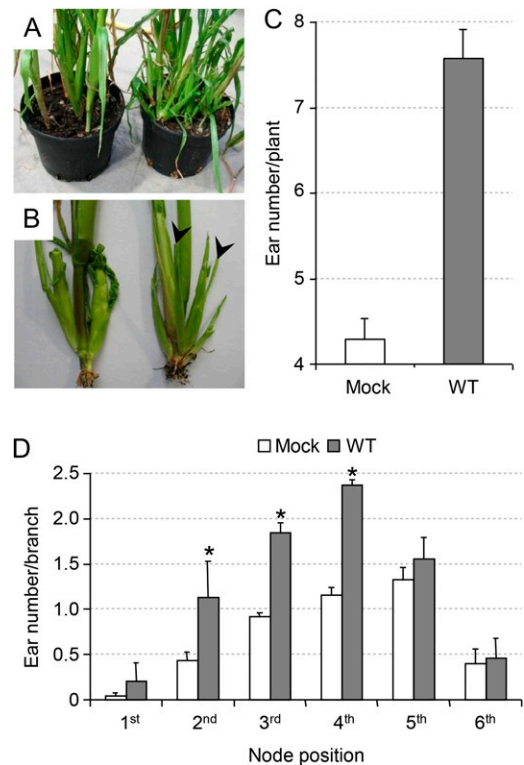 A
B
C
Ear number/plant
8
7
6
5
4
Mock
WT
D
Mock WT
Ear number/branch
2.5
2.0
1.5
1.0
0.5
0
*
*
*
1st
2nd
3rd
4th
5th
6th
Node position